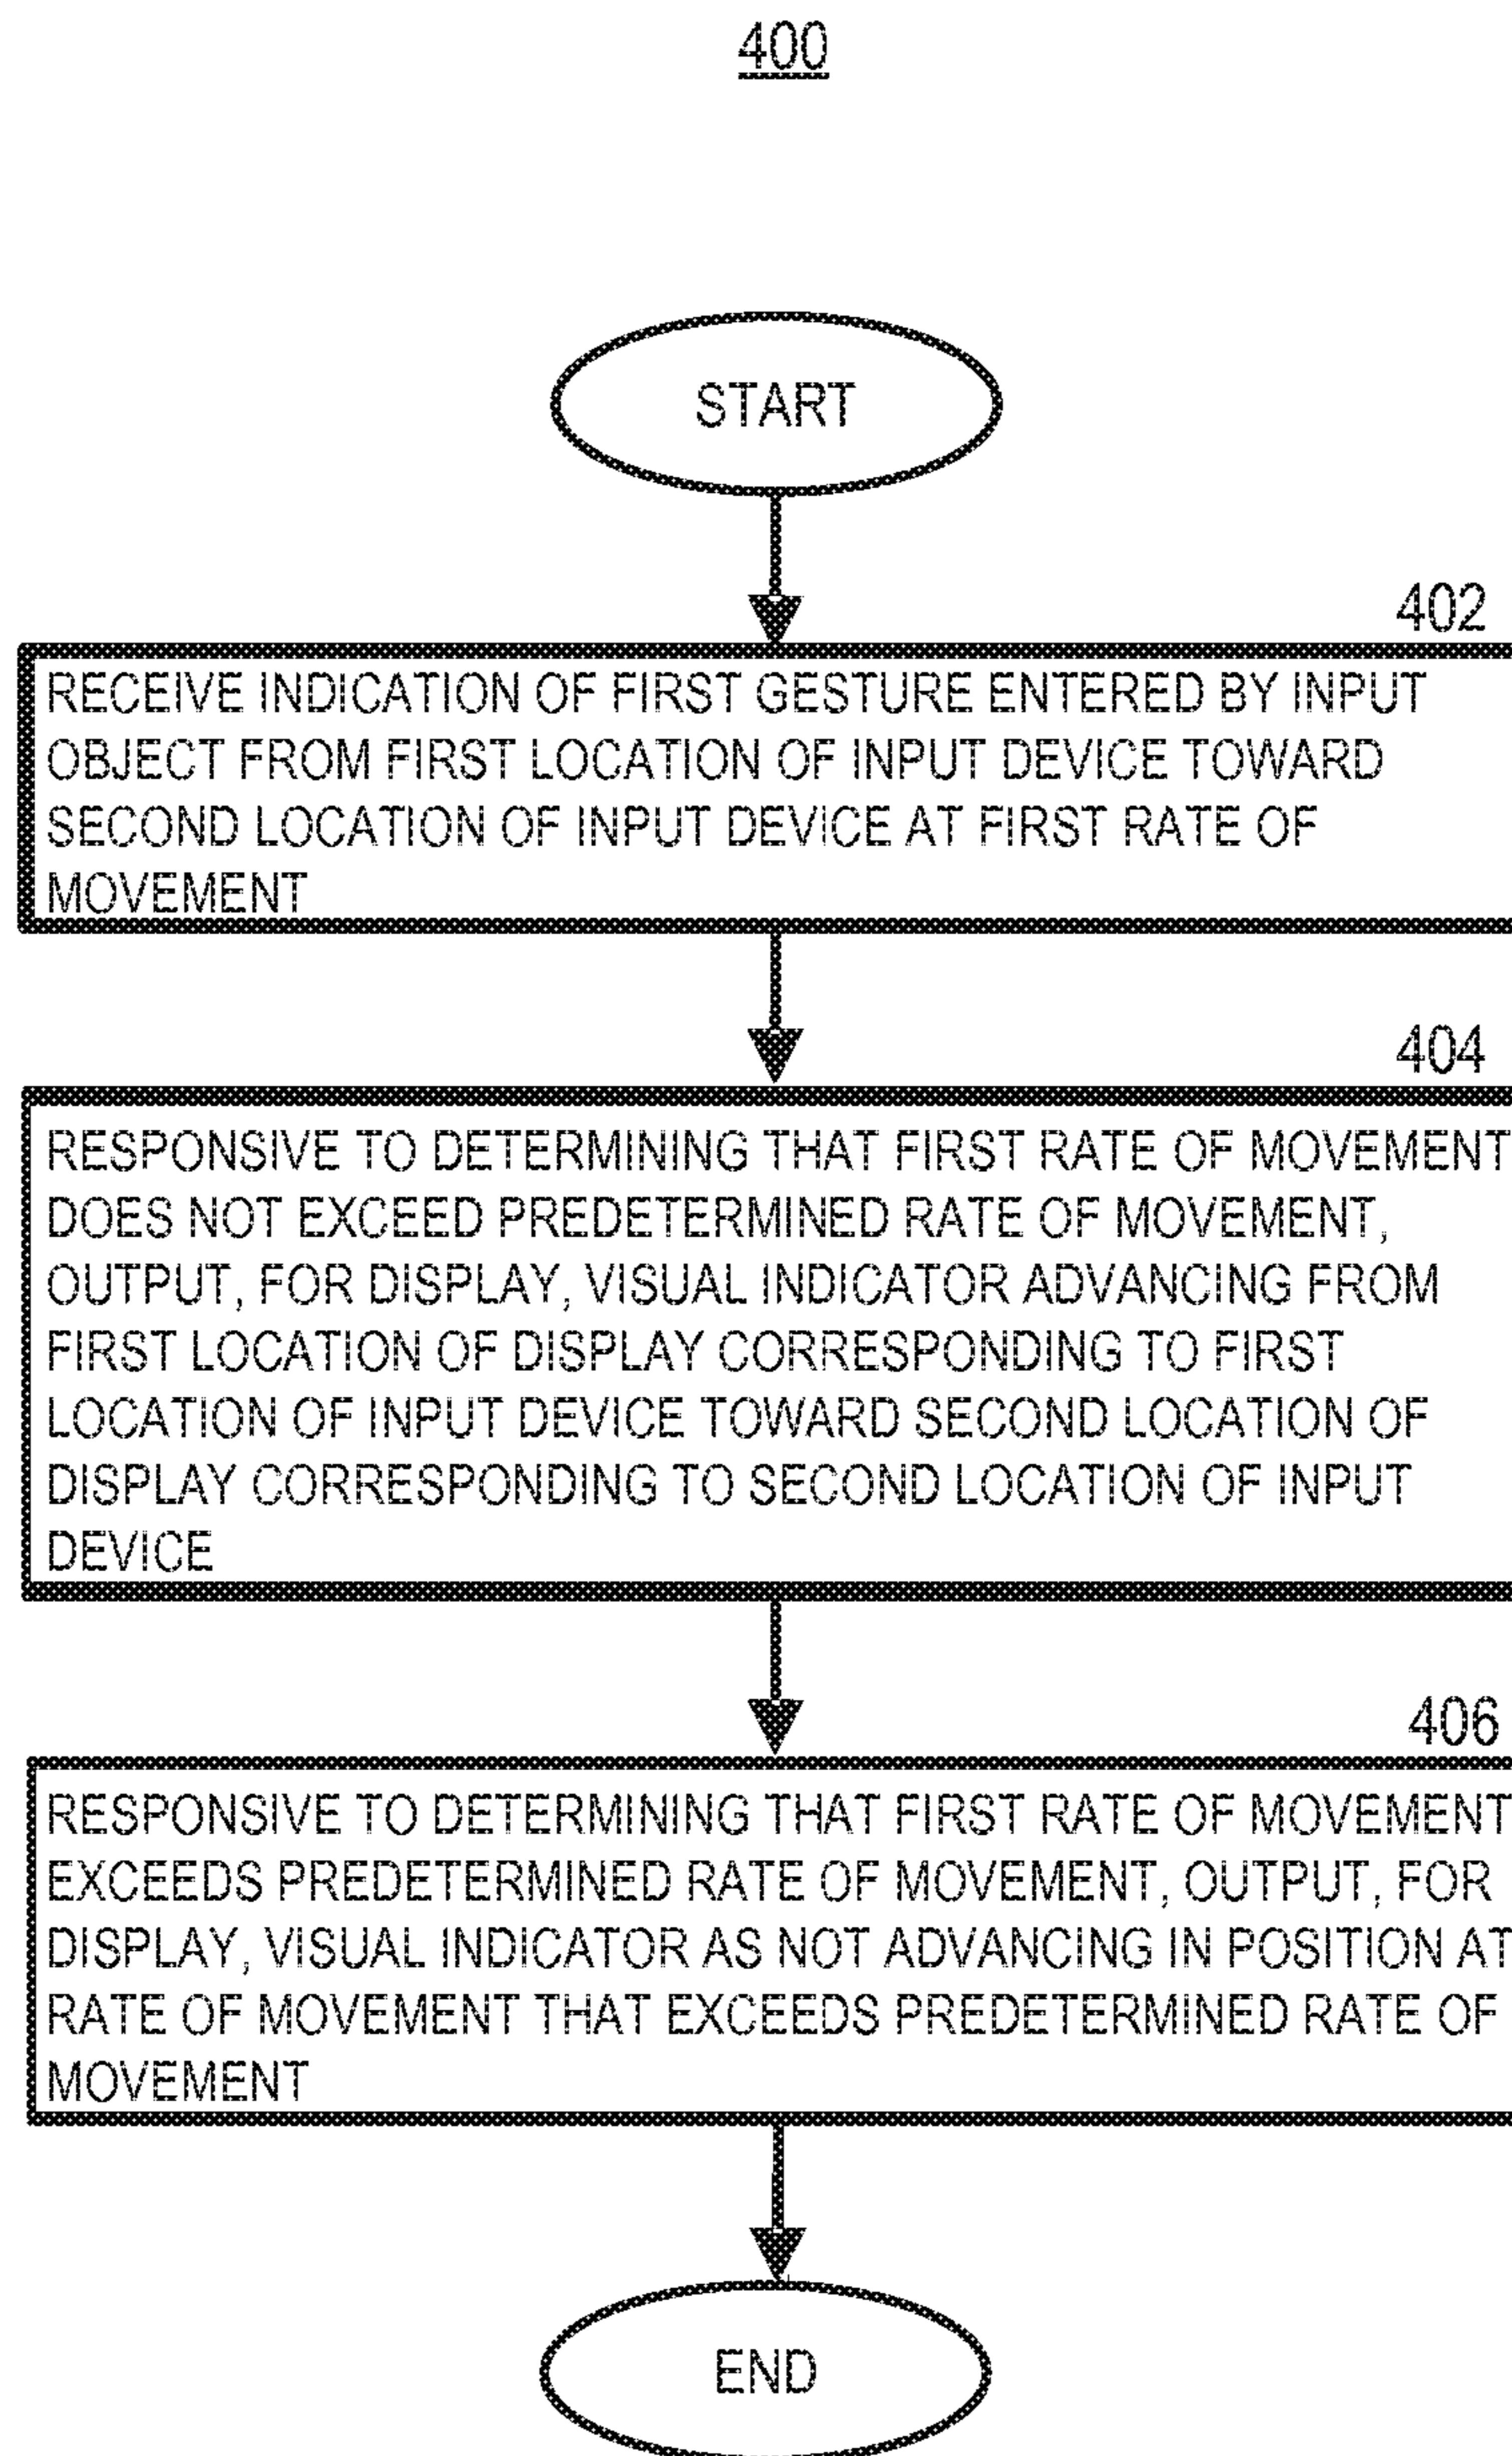 400
START
402
RECEIVE INDICATION OF FIRST GESTURE ENTERED BY INPUT
OBJECT FROM FIRST LOCATION OF INPUT DEVICE TOWARD
SECOND LOCATION OF INPUT DEVICE AT FIRST RATE OF
MOVEMENT
404
RESPONSIVE TO DETERMINING THAT FIRST RATE OF MOVEMENT
DOES NOT EXCEED PREDETERMINED RATE OF MOVEMENT,
OUTPUT, FOR DISPLAY, VISUAL INDICATOR ADVANCING FROM
FIRST LOCATION OF DISPLAY CORRESPONDING TO FIRST
LOCATION OF INPUT DEVICE TOWARD SECOND LOCATION OF
DISPLAY CORRESPONDING TO SECOND LOCATION OF INPUT
DEVICE
406
RESPONSIVE TO DETERMINING THAT FIRST RATE OF MOVEMENT
EXCEEDS PREDETERMINED RATE OF MOVEMENT, OUTPUT, FOR
DISPLAY, VISUAL INDICATOR AS NOT ADVANCING IN POSITION AT
RATE OF MOVEMENT THAT EXCEEDS PREDETERMINED RATE OF
MOVEMENT
END